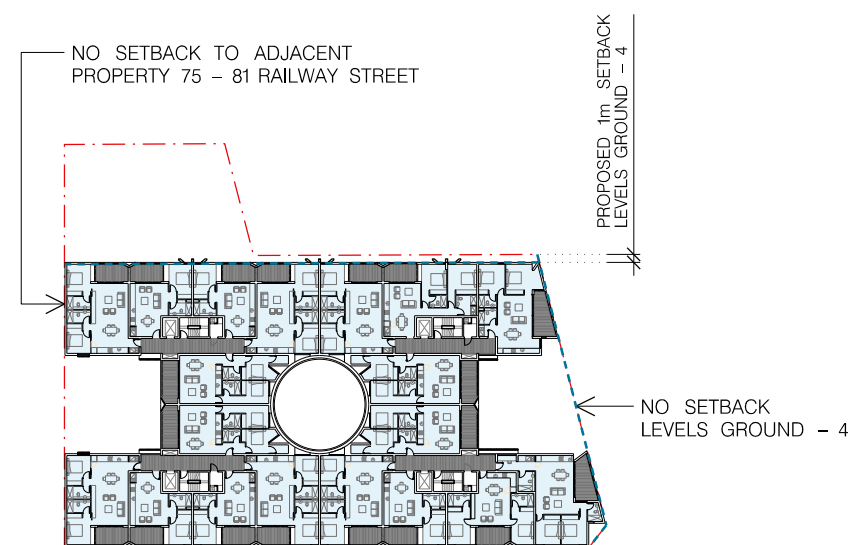 NO SETBACK TO ADJACENT
PROPERTY 75 – 81 RAILWAY STREET
PROPOSED 1m SETBACK
LEVELS GROUND – 4
NO SETBACK
LEVELS GROUND – 4